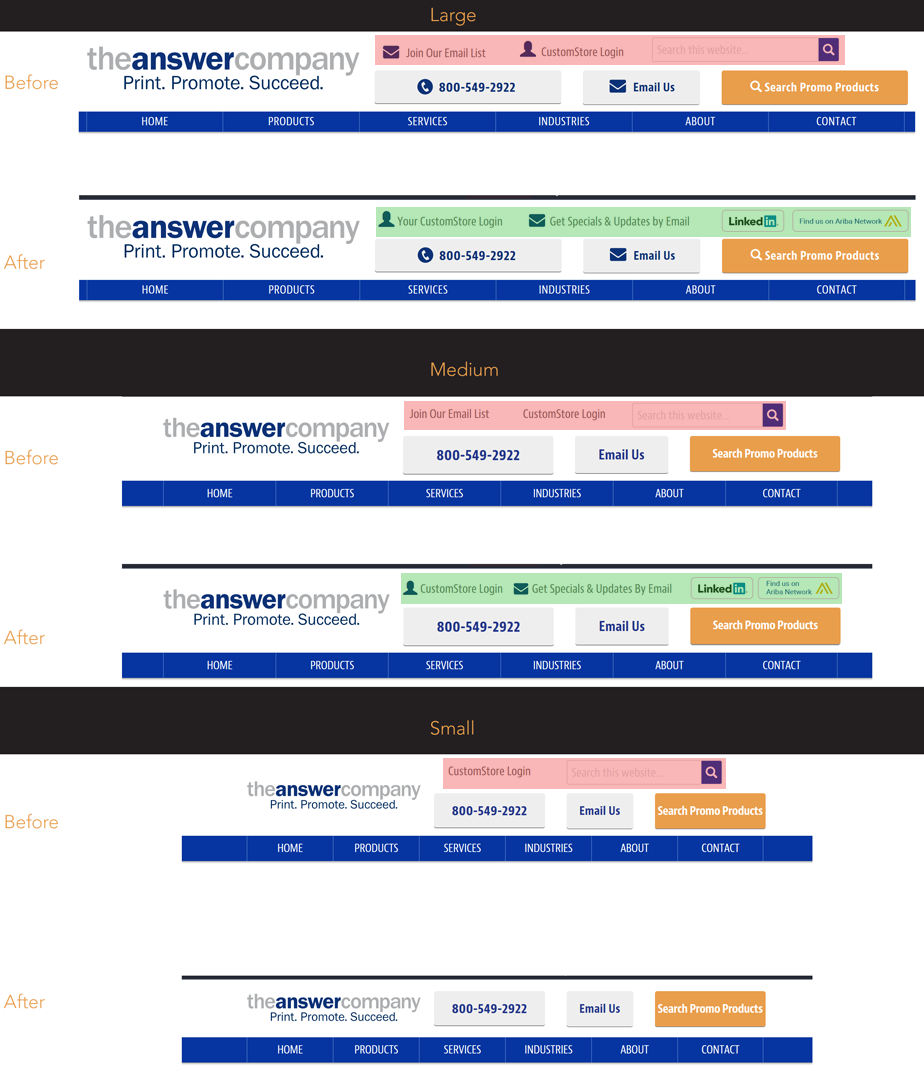 Large
Before
theanswercompany
Print. Promote. Succeed.
Join Our Email List CustomStore Login Search this website...
800-549-2922 Email Us Search Promo Products
HOME PRODUCTS SERVICES INDUSTRIES ABOUT CONTACT
After
theanswercompany
Print. Promote. Succeed.
Your CustomStore Login Get Specials & Updates by Email Linked in Find us on Ariba Network
800-549-2922 Email Us Search Promo Products
HOME PRODUCTS SERVICES INDUSTRIES ABOUT CONTACT
Medium
Before
theanswercompany
Print. Promote. Succeed.
Join Our Email List CustomStore Login Search this website...
800-549-2922 Email Us Search Promo Products
HOME PRODUCTS SERVICES INDUSTRIES ABOUT CONTACT
After
theanswercompany
Print. Promote. Succeed.
CustomStore Login Get Specials & Updates By Email Linked in Find us on
Ariba Network
800-549-2922 Email Us Search Promo Products
HOME PRODUCTS SERVICES INDUSTRIES ABOUT CONTACT
Small
Before
theanswercompany
Print. Promote. Succeed.
CustomStore Login Search this website...
800-549-2922 Email Us Search Promo Products
HOME PRODUCTS SERVICES INDUSTRIES ABOUT CONTACT
After
theanswercompany
Print. Promote. Succeed.
800-549-2922 Email Us Search Promo Products
HOME PRODUCTS SERVICES INDUSTRIES ABOUT CONTACT